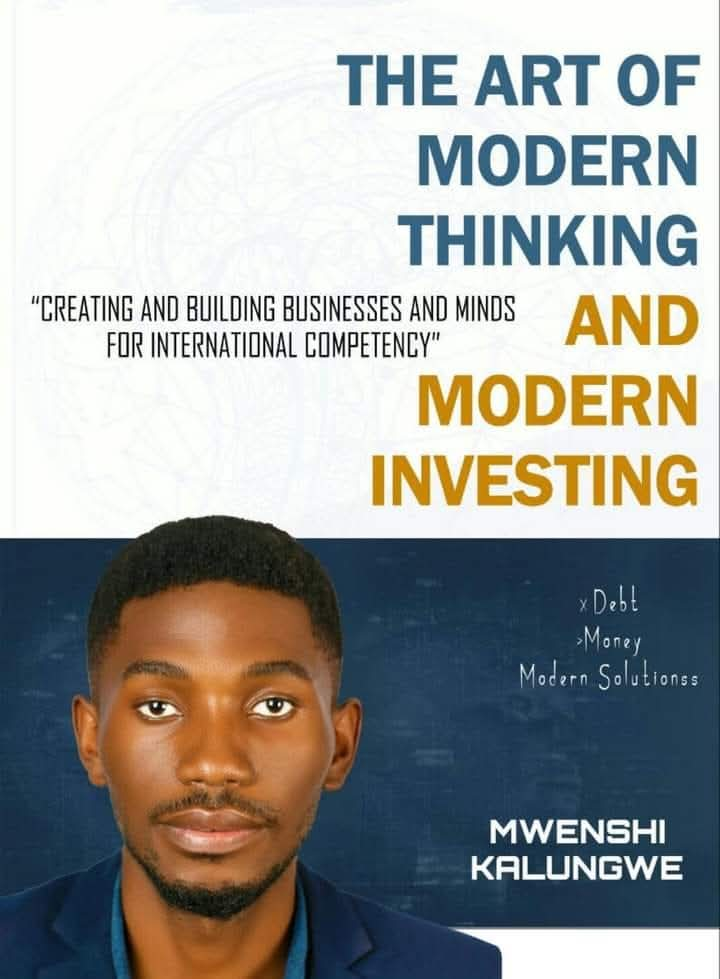 THE ART OF
MODERN
THINKING
AND
MODERN
INVESTING
“CREATING AND BUILDING BUSINESSES AND MINDS
FOR INTERNATIONAL COMPETENCY”
x Debt
>Money
Modern Solutionss
MWENSHI
KALUNGWE